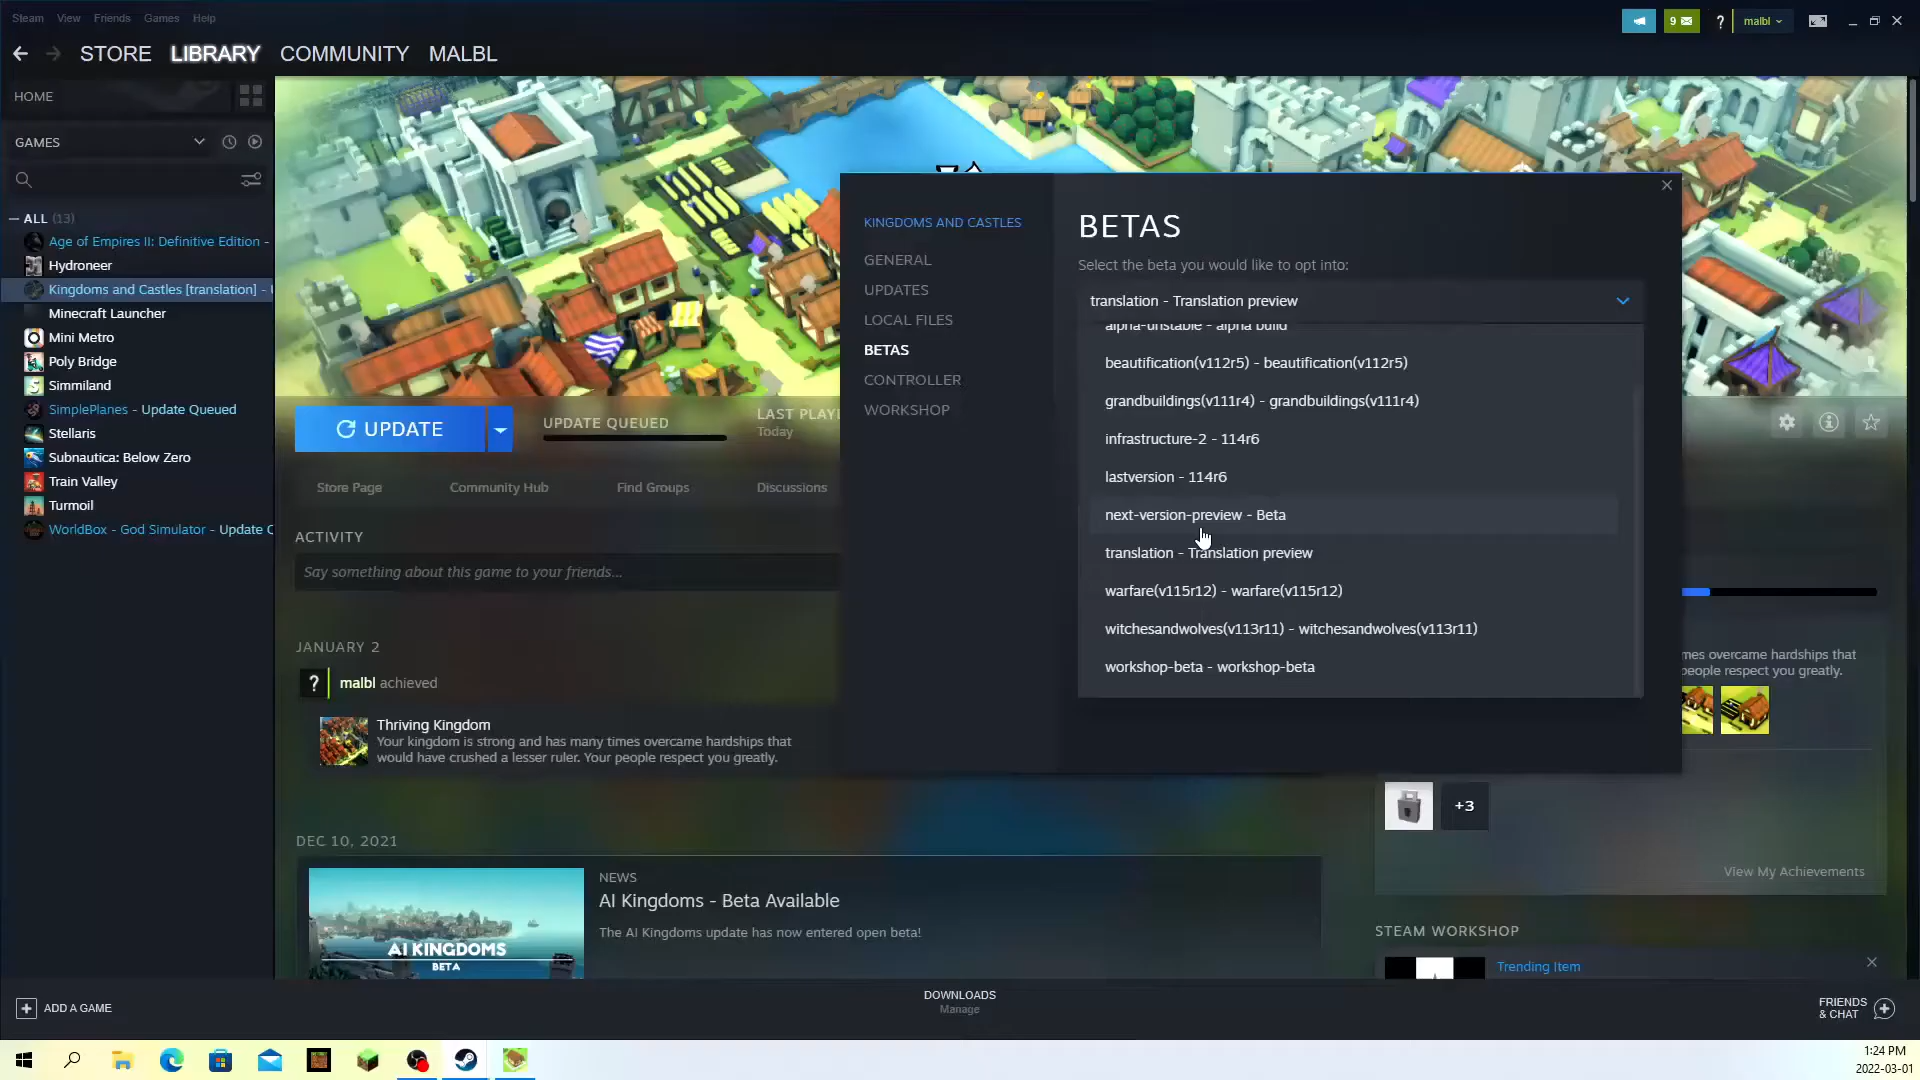 Steam View Friends Games Help
9 ? malbl
STORE LIBRARY COMMUNITY MALBL
HOME
GAMES
ALL (13)
Age of Empires II: Definitive Edition -
Hydroneer
Kingdoms and Castles [translation] -
Minecraft Launcher
Mini Metro
Poly Bridge
Simmiland
SimplePlanes - Update Queued
Stellaris
Subnautica: Below Zero
Train Valley
Turmoil
WorldBox - God Simulator - Update
UPDATE
UPDATE QUEUED
LAST
Today
Store Page Community Hub Find Groups Discussions
ACTIVITY
Say something about this game to your friends...
JANUARY 2
? malbl achieved
Thriving Kingdom
Your kingdom is strong and has many times overcame hardships that
would have crushed a lesser ruler. Your people respect you greatly.
DEC 10, 2021
AI KINGDOMS
BETA
NEWS
AI Kingdoms - Beta Available
The AI Kingdoms update has now entered open beta!
KINGDOMS AND CASTLES
GENERAL
UPDATES
LOCAL FILES
BETAS
CONTROLLER
WORKSHOP
BETAS
Select the beta you would like to opt into:
translation - Translation preview
alpha-unstable - alpha build
beautification(v112r5) - beautification(v112r5)
grandbuildings(v111r4) - grandbuildings(v111r4)
infrastructure-2 - 114r6
lastversion - 114r6
next-version-preview - Beta
translation - Translation preview
warfare(v115r12) - warfare(v115r12)
witchesandwolves(v113r11) - witchesandwolves(v113r11)
workshop-beta - workshop-beta
mes overcame hardships that
people respect you greatly.
+3
View My Achievements
STEAM WORKSHOP
Trending Item
ADD A GAME
DOWNLOADS
Manage
FRIENDS
& CHAT
1:24 PM
2022-03-01